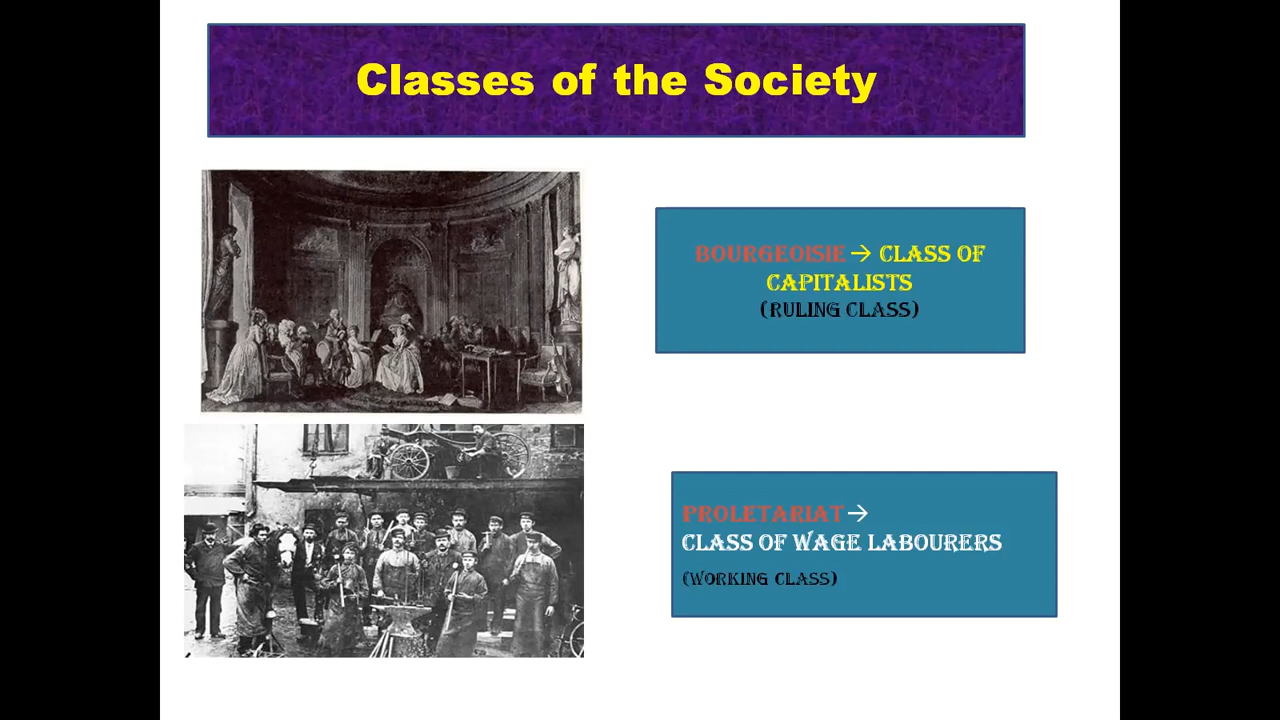 Classes of the Society
BOURGEOISIE → CLASS OF
CAPITALISTS
(RULING CLASS)
PROLETARIAT →
CLASS OF WAGE LABOURERS
(WORKING CLASS)